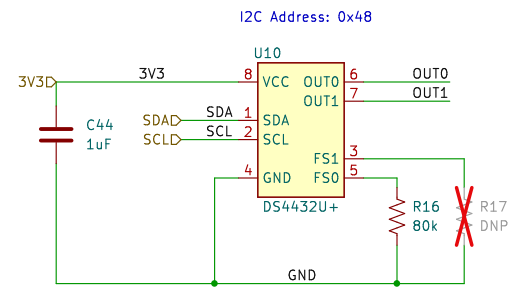 I2C Address: 0x48
U10
3V3
3V3
8
VCC
OUT0
6
OUT0
OUT1
7
OUT1
C44
1uF
SDA
SDA
1
SDA
SCL
SCL
2
SCL
FS1
3
4
GND
FS0
5
DS4432U+
R16
80k
R17
DNP
GND